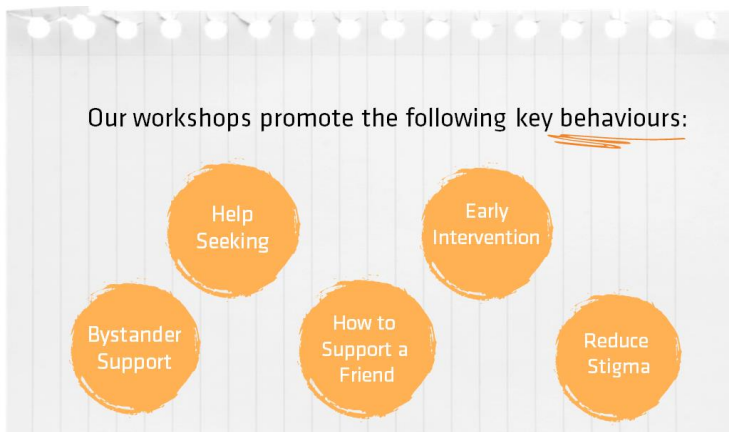 Our workshops promote the following key behaviours:
Help
Seeking
Early
Intervention
Bystander
Support
How to
Support a
Friend
Reduce
Stigma